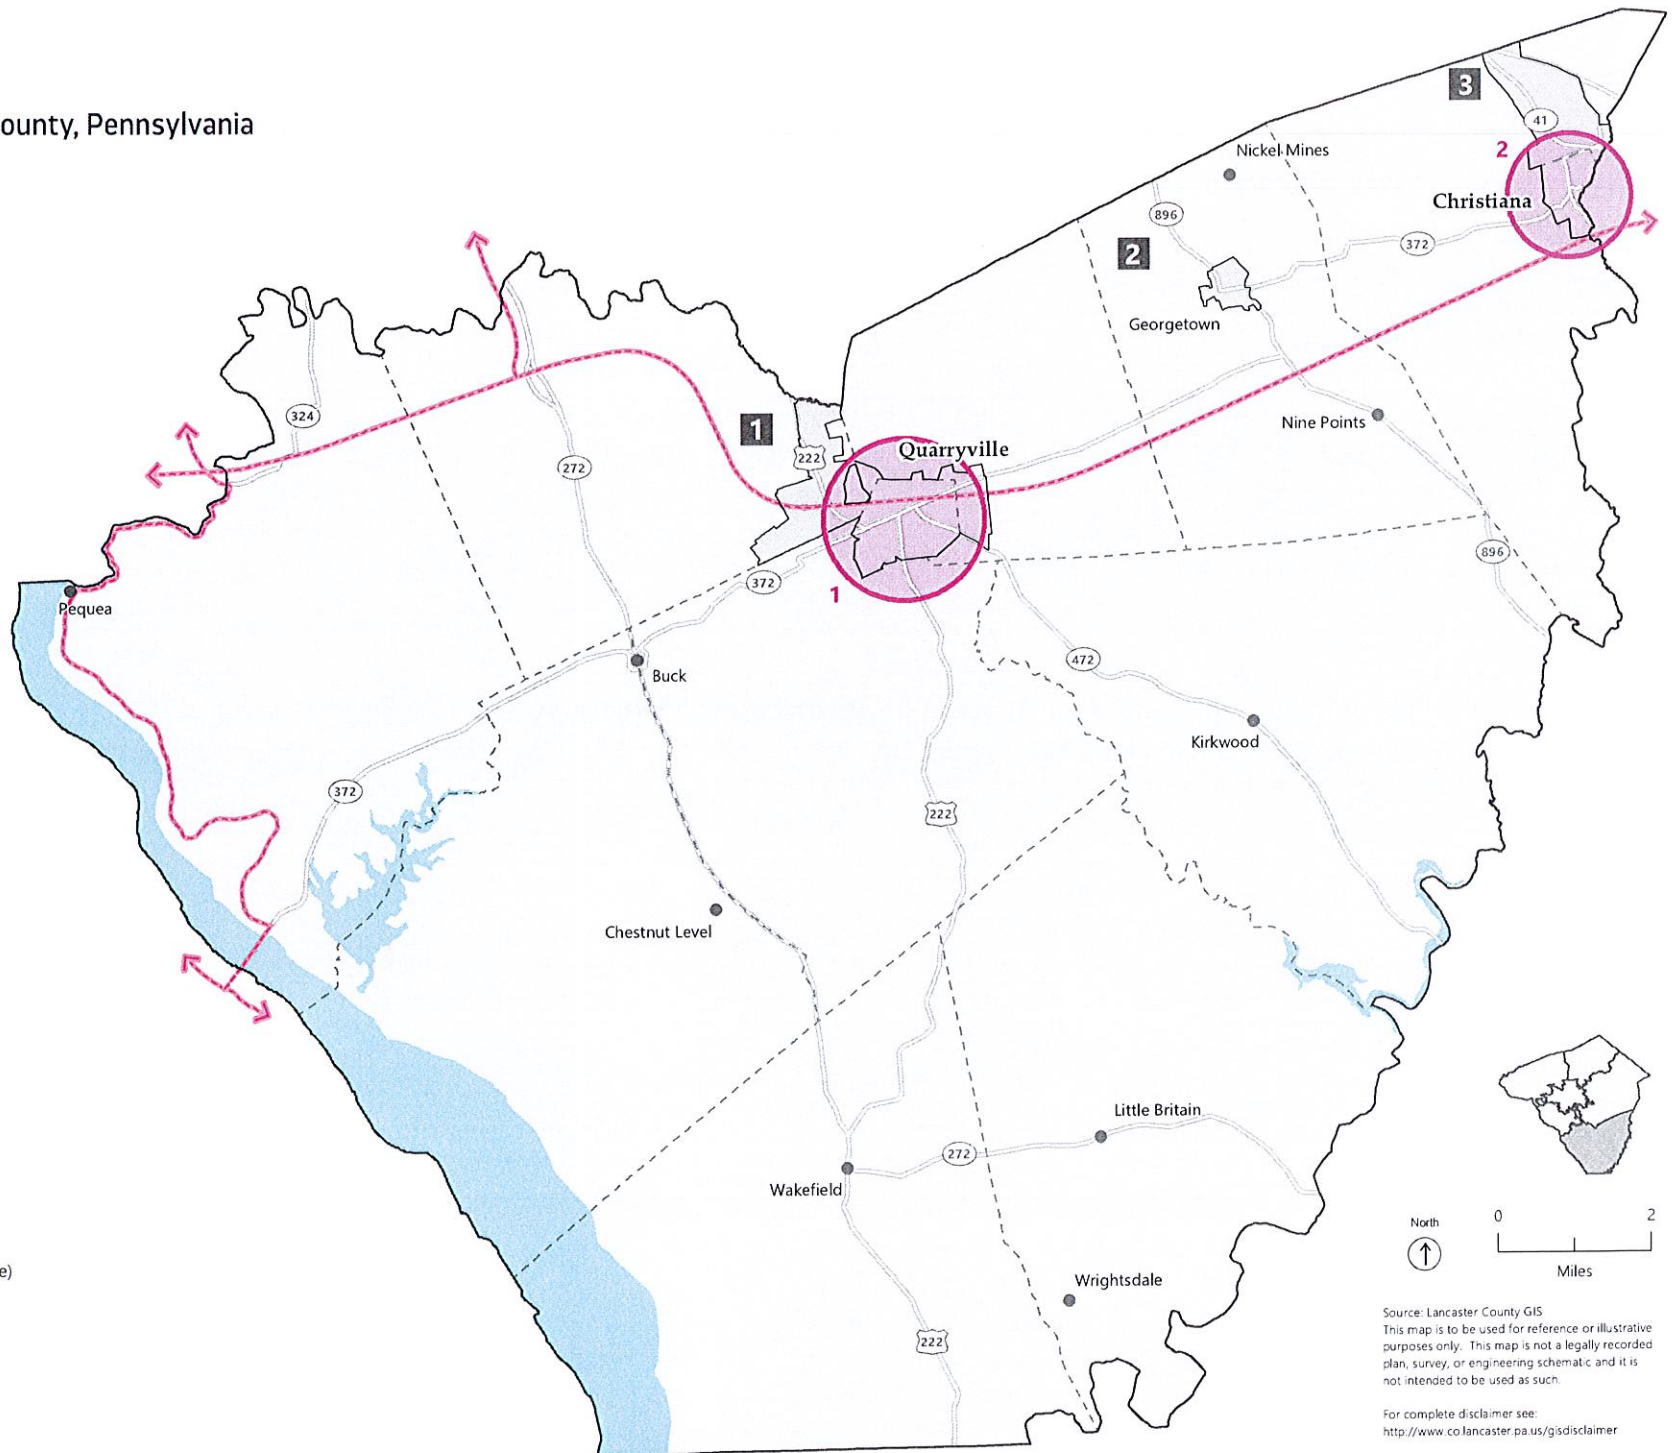 ounty, Pennsylvania
3
41
2
Nickel Mines
Christiana
896
372
2
Georgetown
324
272
1
222
Quarryville
Nine Points
896
372
1
Pequea
Buck
472
Kirkwood
372
222
Chestnut Level
Little Britain
272
Wakefield
Wrightsdale
222
North
0 2
Miles
e)
Source: Lancaster County GIS
This map is to be used for reference or illustrative
purposes only. This map is not a legally recorded
plan, survey, or engineering schematic and it is
not intended to be used as such.
For complete disclaimer see:
http://www.co.lancaster.pa.us/gisdisclaimer